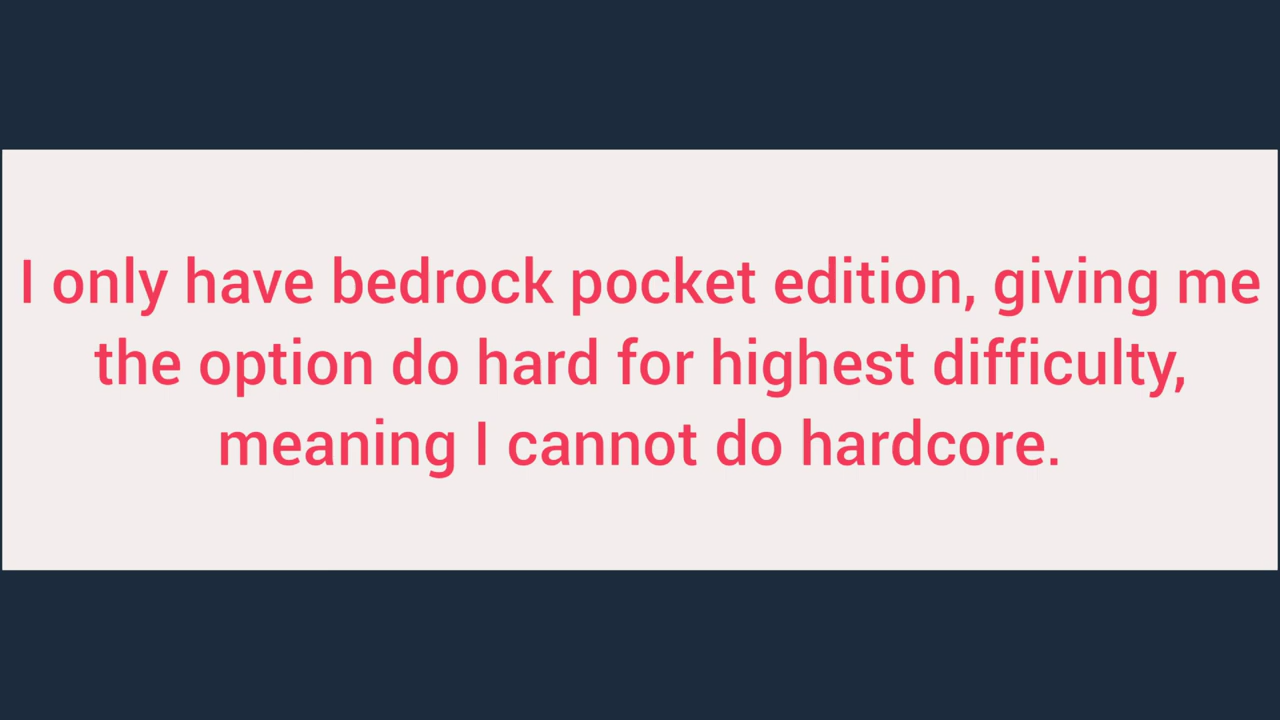 I only have bedrock pocket edition, giving me
the option do hard for highest difficulty,
meaning I cannot do hardcore.